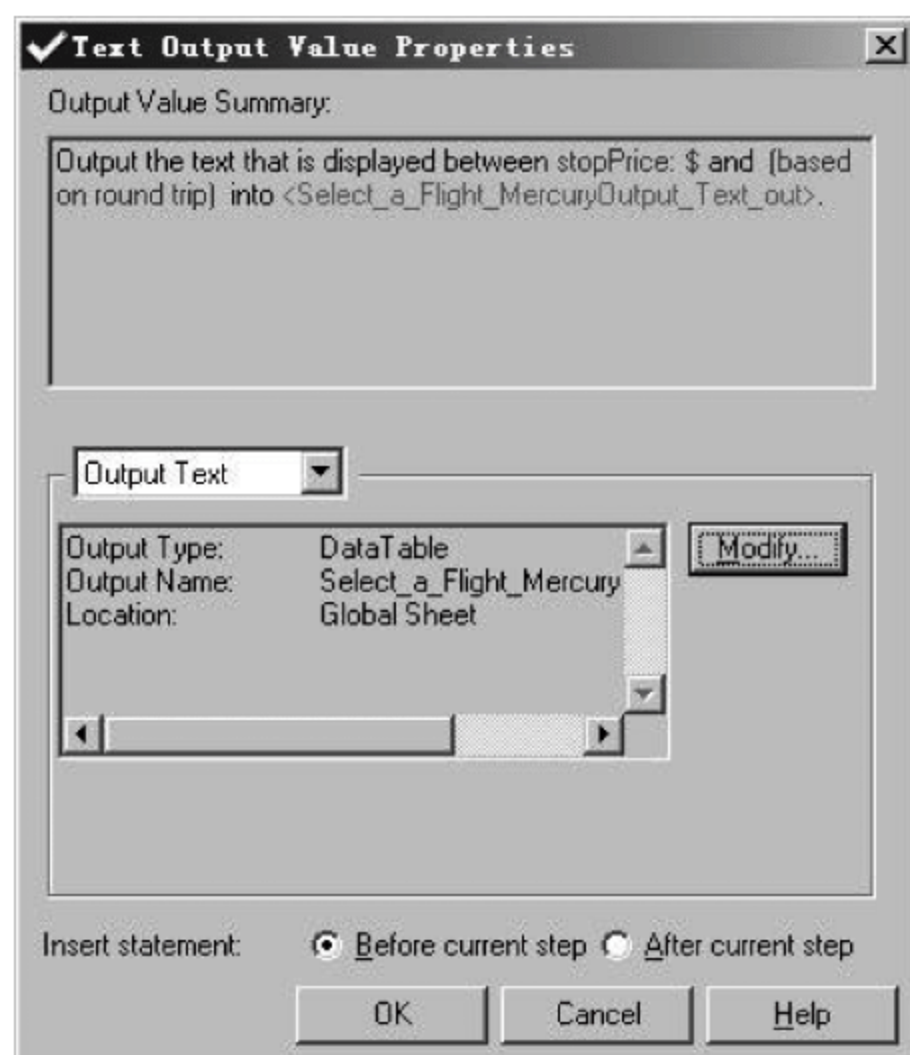 Text Output Value Properties
Output Value Summary:
Output the text that is displayed between stopPrice: $ and (based
on round trip) into <Select_a_Flight_MercuryOutput_Text_out>.
Output Text
Output Type: DataTable
Output Name: Select_a_Flight_Mercury
Location: Global Sheet
Modify...
Insert statement: Before current step After current step
OK Cancel Help